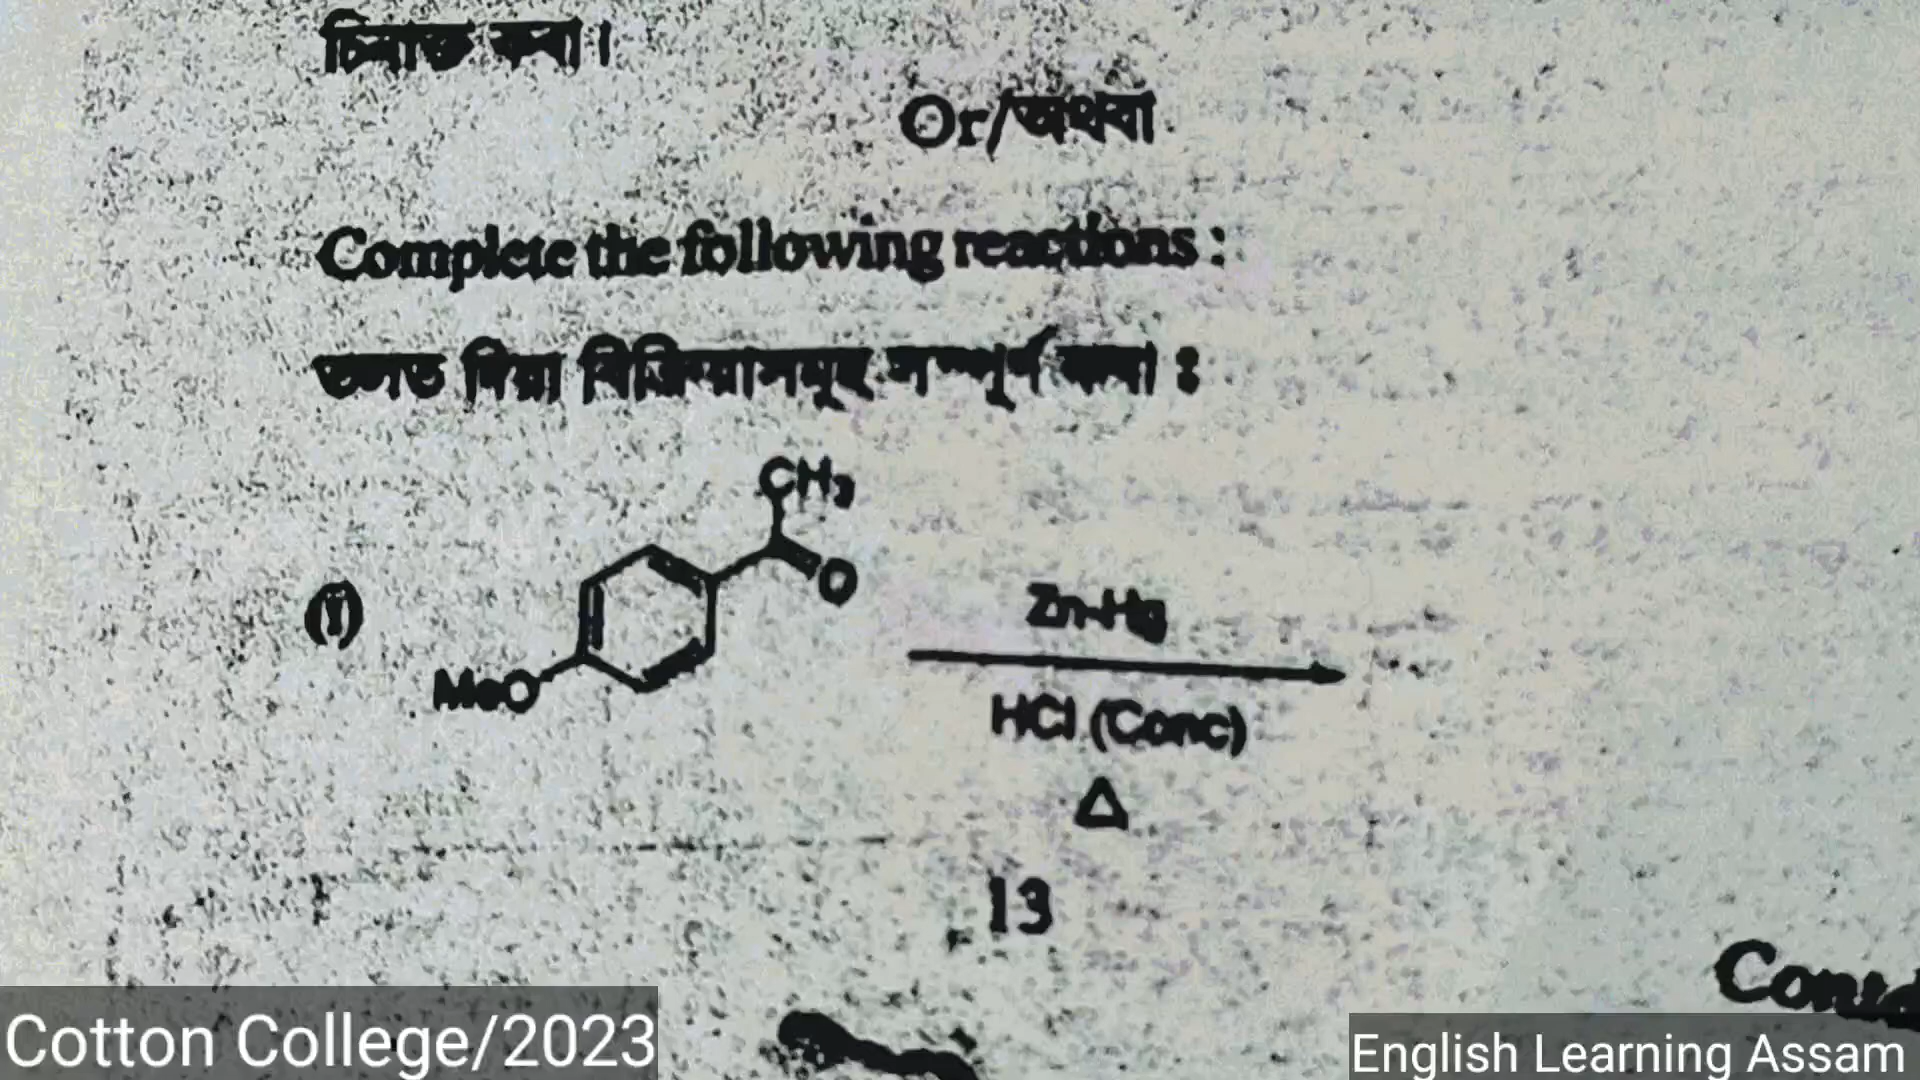 চিনাক্ত কৰা।
Or/অথবা
Complete the following reactions :
তলত দিয়া বিক্ৰিয়াসমূহ সম্পূৰ্ণ কৰা ঃ
CH3
O
(i)
MeO
Zn-Hg
HCl (Conc)
Δ
13
Contd
Cotton College/2023
English Learning Assam